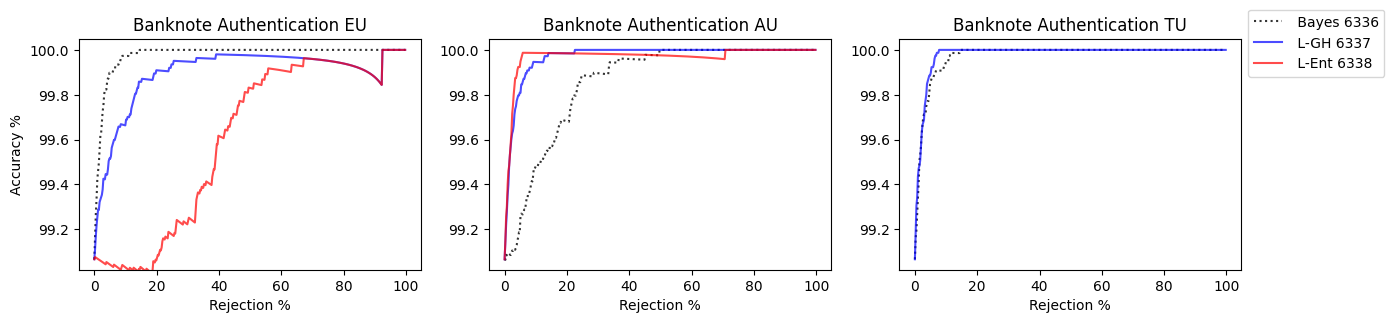 Banknote Authentication EU
Accuracy %
100.0
99.8
99.6
99.4
99.2
0 20 40 60 80 100
Rejection %
Banknote Authentication AU
100.0
99.8
99.6
99.4
99.2
0 20 40 60 80 100
Rejection %
Banknote Authentication TU
100.0
99.8
99.6
99.4
99.2
0 20 40 60 80 100
Rejection %
Bayes 6336
L-GH 6337
L-Ent 6338